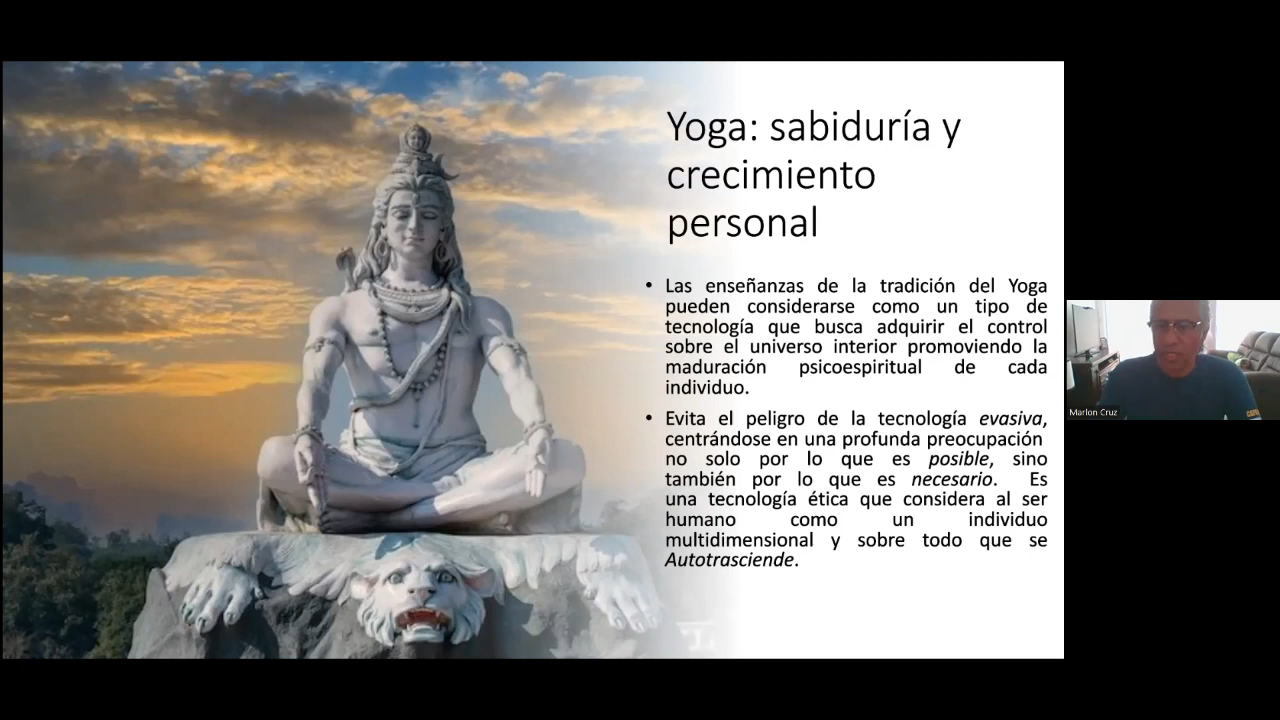 Yoga: sabiduría y
crecimiento
personal
• Las enseñanzas de la tradición del Yoga
pueden considerarse como un tipo de
tecnología que busca adquirir el control
sobre el universo interior promoviendo la
maduración psicoespiritual de cada
individuo.
• Evita el peligro de la tecnología evasiva,
centrándose en una profunda preocupación
no solo por lo que es posible, sino
también por lo que es necesario. Es
una tecnología ética que considera al ser
humano como un individuo
multidimensional y sobre todo que se
Autotrasciende.
Marlon Cruz